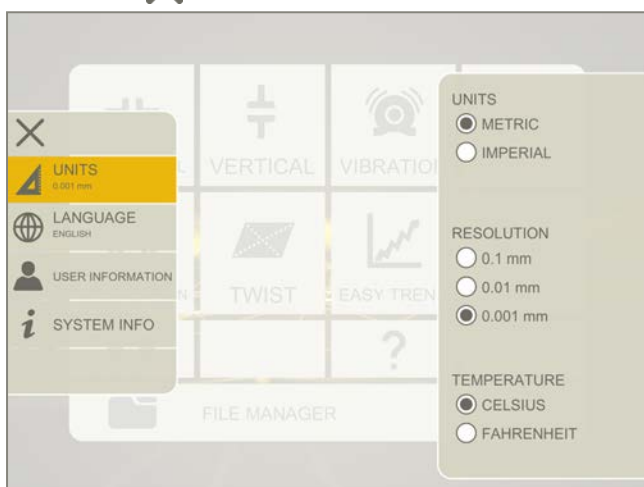 UNITS
0.001 mm
LANGUAGE
ENGLISH
USER INFORMATION
SYSTEM INFO
VERTICAL
VIBRATIO
TWIST
EASY TREN
?
FILE MANAGER
UNITS
METRIC
IMPERIAL
RESOLUTION
0.1 mm
0.01 mm
0.001 mm
TEMPERATURE
CELSIUS
FAHRENHEIT